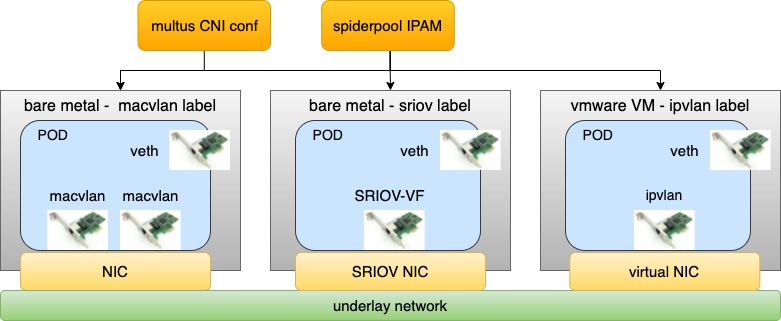 multus CNI conf
spiderpool IPAM
bare metal -  macvlan label
POD
veth
macvlan
macvlan
NIC
bare metal - sriov label
POD
veth
SRIOV-VF
SRIOV NIC
vmware VM - ipvlan label
POD
veth
ipvlan
virtual NIC
underlay network